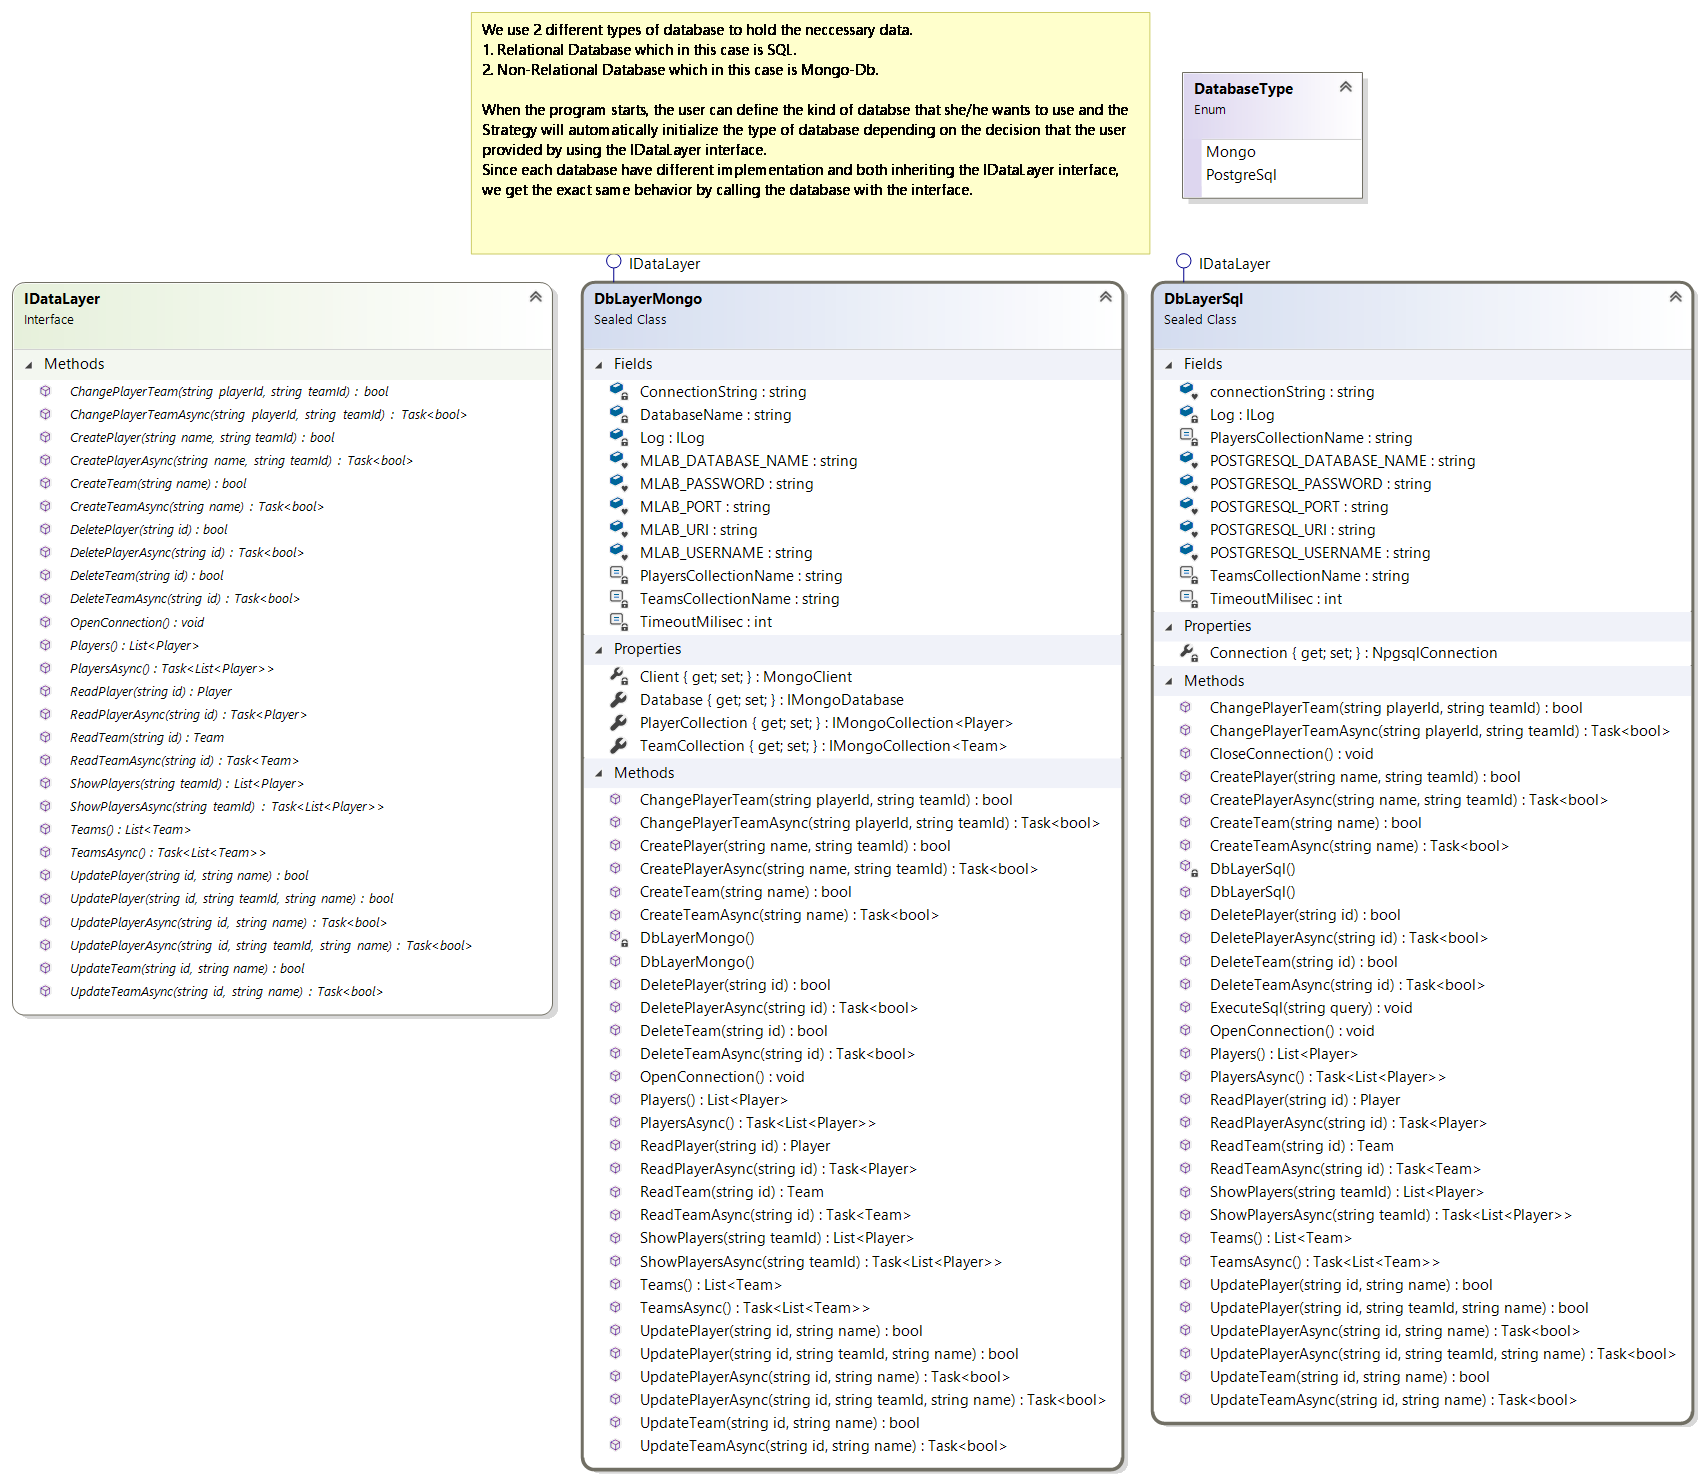 We use 2 different types of database to hold the neccessary data.
1. Relational Database which in this case is SQL.
2. Non-Relational Database which in this case is Mongo-Db.
When the program starts, the user can define the kind of databse that she/he wants to use and the
Strategy will automatically initialize the type of database depending on the decision that the user
provided by using the IDataLayer interface.
Since each database have different implementation and both inheriting the IDataLayer interface,
we get the exact same behavior by calling the database with the interface.
DatabaseType
Enum
Mongo
PostgreSql
IDataLayer
Interface
Methods
ChangePlayerTeam(string playerId, string teamId) : bool
ChangePlayerTeamAsync(string playerId, string teamId) : Task<bool>
CreatePlayer(string name, string teamId) : bool
CreatePlayerAsync(string name, string teamId) : Task<bool>
CreateTeam(string name) : bool
CreateTeamAsync(string name) : Task<bool>
DeletePlayer(string id) : bool
DeletePlayerAsync(string id) : Task<bool>
DeleteTeam(string id) : bool
DeleteTeamAsync(string id) : Task<bool>
OpenConnection() : void
Players() : List<Player>
PlayersAsync() : Task<List<Player>>
ReadPlayer(string id) : Player
ReadPlayerAsync(string id) : Task<Player>
ReadTeam(string id) : Team
ReadTeamAsync(string id) : Task<Team>
ShowPlayers(string teamId) : List<Player>
ShowPlayersAsync(string teamId) : Task<List<Player>>
Teams() : List<Team>
TeamsAsync() : Task<List<Team>>
UpdatePlayer(string id, string name) : bool
UpdatePlayer(string id, string teamId, string name) : bool
UpdatePlayerAsync(string id, string name) : Task<bool>
UpdatePlayerAsync(string id, string teamId, string name) : Task<bool>
UpdateTeam(string id, string name) : bool
UpdateTeamAsync(string id, string name) : Task<bool>
IDataLayer
DbLayerMongo
Sealed Class
Fields
ConnectionString : string
DatabaseName : string
Log : ILog
MLAB_DATABASE_NAME : string
MLAB_PASSWORD : string
MLAB_PORT : string
MLAB_URI : string
MLAB_USERNAME : string
PlayersCollectionName : string
TeamsCollectionName : string
TimeoutMilisec : int
Properties
Client { get; set; } : MongoClient
Database { get; set; } : IMongoDatabase
PlayerCollection { get; set; } : IMongoCollection<Player>
TeamCollection { get; set; } : IMongoCollection<Team>
Methods
ChangePlayerTeam(string playerId, string teamId) : bool
ChangePlayerTeamAsync(string playerId, string teamId) : Task<bool>
CreatePlayer(string name, string teamId) : bool
CreatePlayerAsync(string name, string teamId) : Task<bool>
CreateTeam(string name) : bool
CreateTeamAsync(string name) : Task<bool>
DbLayerMongo()
DbLayerMongo()
DeletePlayer(string id) : bool
DeletePlayerAsync(string id) : Task<bool>
DeleteTeam(string id) : bool
DeleteTeamAsync(string id) : Task<bool>
OpenConnection() : void
Players() : List<Player>
PlayersAsync() : Task<List<Player>>
ReadPlayer(string id) : Player
ReadPlayerAsync(string id) : Task<Player>
ReadTeam(string id) : Team
ReadTeamAsync(string id) : Task<Team>
ShowPlayers(string teamId) : List<Player>
ShowPlayersAsync(string teamId) : Task<List<Player>>
Teams() : List<Team>
TeamsAsync() : Task<List<Team>>
UpdatePlayer(string id, string name) : bool
UpdatePlayer(string id, string teamId, string name) : bool
UpdatePlayerAsync(string id, string name) : Task<bool>
UpdatePlayerAsync(string id, string teamId, string name) : Task<bool>
UpdateTeam(string id, string name) : bool
UpdateTeamAsync(string id, string name) : Task<bool>
IDataLayer
DbLayerSql
Sealed Class
Fields
connectionString : string
Log : ILog
PlayersCollectionName : string
POSTGRESQL_DATABASE_NAME : string
POSTGRESQL_PASSWORD : string
POSTGRESQL_PORT : string
POSTGRESQL_URI : string
POSTGRESQL_USERNAME : string
TeamsCollectionName : string
TimeoutMilisec : int
Properties
Connection { get; set; } : NpgsqlConnection
Methods
ChangePlayerTeam(string playerId, string teamId) : bool
ChangePlayerTeamAsync(string playerId, string teamId) : Task<bool>
CloseConnection() : void
CreatePlayer(string name, string teamId) : bool
CreatePlayerAsync(string name, string teamId) : Task<bool>
CreateTeam(string name) : bool
CreateTeamAsync(string name) : Task<bool>
DbLayerSql()
DbLayerSql()
DeletePlayer(string id) : bool
DeletePlayerAsync(string id) : Task<bool>
DeleteTeam(string id) : bool
DeleteTeamAsync(string id) : Task<bool>
ExecuteSql(string query) : void
OpenConnection() : void
Players() : List<Player>
PlayersAsync() : Task<List<Player>>
ReadPlayer(string id) : Player
ReadPlayerAsync(string id) : Task<Player>
ReadTeam(string id) : Team
ReadTeamAsync(string id) : Task<Team>
ShowPlayers(string teamId) : List<Player>
ShowPlayersAsync(string teamId) : Task<List<Player>>
Teams() : List<Team>
TeamsAsync() : Task<List<Team>>
UpdatePlayer(string id, string name) : bool
UpdatePlayer(string id, string teamId, string name) : bool
UpdatePlayerAsync(string id, string name) : Task<bool>
UpdatePlayerAsync(string id, string teamId, string name) : Task<bool>
UpdateTeam(string id, string name) : bool
UpdateTeamAsync(string id, string name) : Task<bool>